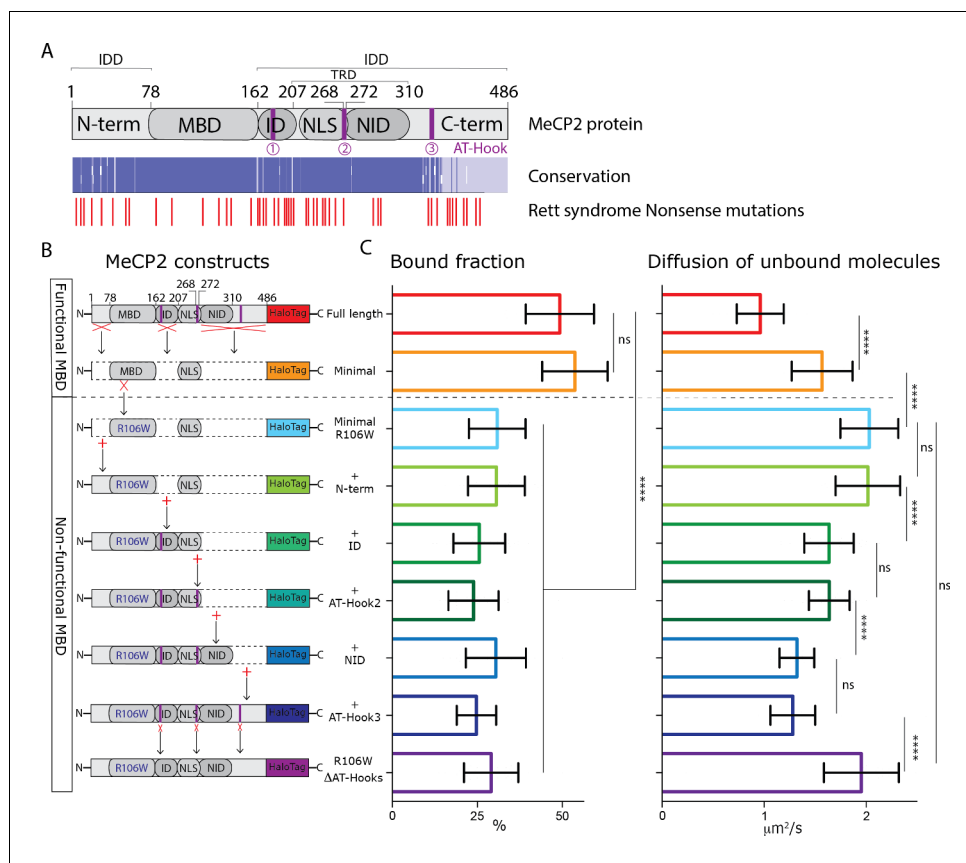 A
IDD
IDD
TRD
1 78 162 207 268 272 310 486
N-term MBD ID NLS NID C-term MeCP2 protein
1 2 3 AT-Hook
Conservation
Rett syndrome Nonsense mutations
B MeCP2 constructs
C Bound fraction Diffusion of unbound molecules
Functional MBD
Non-functional MBD
268 272
1 78 162 207 310 486
N MBD ID NLS NID HaloTag C Full length
N MBD NLS HaloTag C Minimal
N R106W NLS HaloTag C Minimal R106W
N R106W NLS HaloTag C + N-term
N R106W ID NLS HaloTag C + ID
N R106W ID NLS HaloTag C + AT-Hook2
N R106W ID NLS NID HaloTag C + NID
N R106W ID NLS NID HaloTag C + AT-Hook3
N R106W ID NLS NID HaloTag C R106W ΔAT-Hooks
ns
****
****
****
ns
****
ns
****
ns
****
ns
0 50
%
0 1 2
μm²/s